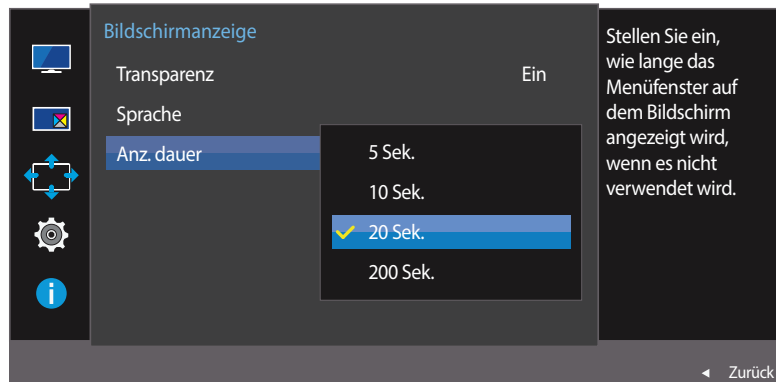 Bildschirmanzeige
Transparenz Ein
Sprache
Anz. dauer
5 Sek.
10 Sek.
20 Sek.
200 Sek.
Stellen Sie ein,
wie lange das
Menüfenster auf
dem Bildschirm
angezeigt wird,
wenn es nicht
verwendet wird.
Zurück